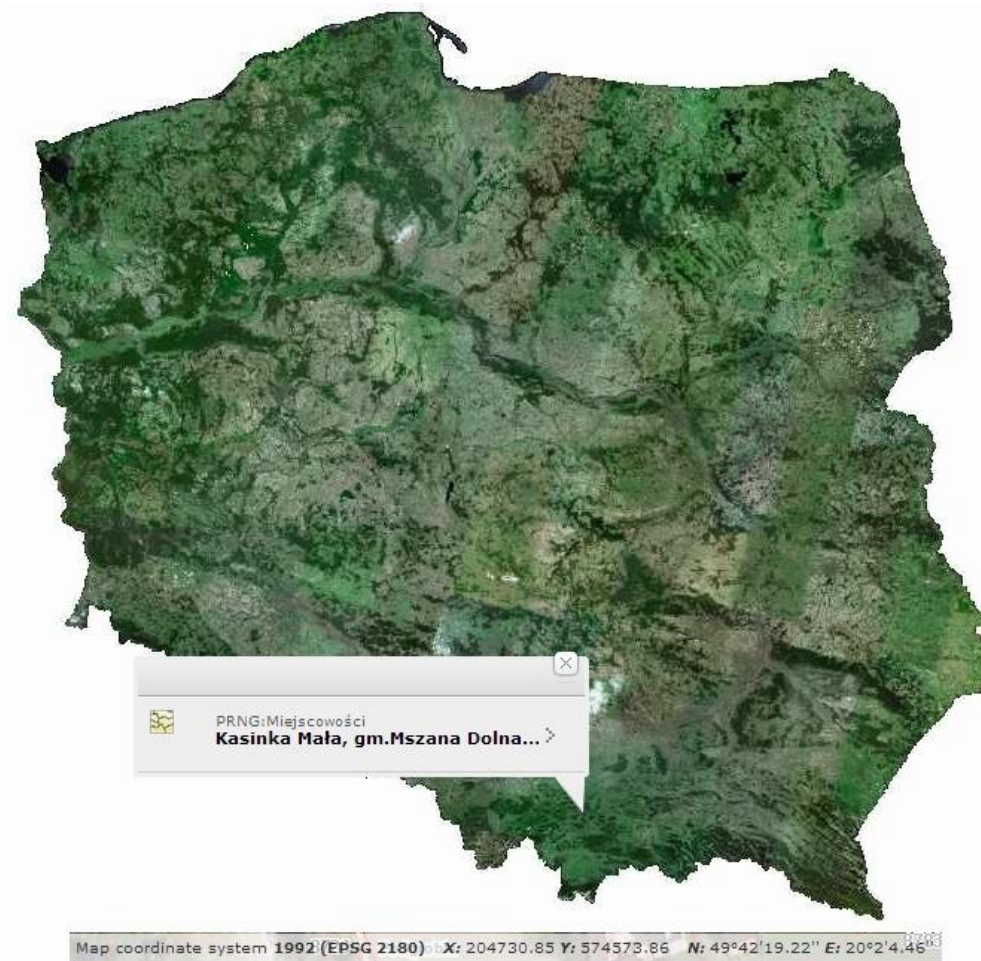 PRNG:Miejscowości
Kasinka Mała, gm.Mszana Dolna...
Map coordinate system 1992 (EPSG 2180) X: 204730.85 Y: 574573.86 N: 49°42'19.22" E: 20°2'4.46"